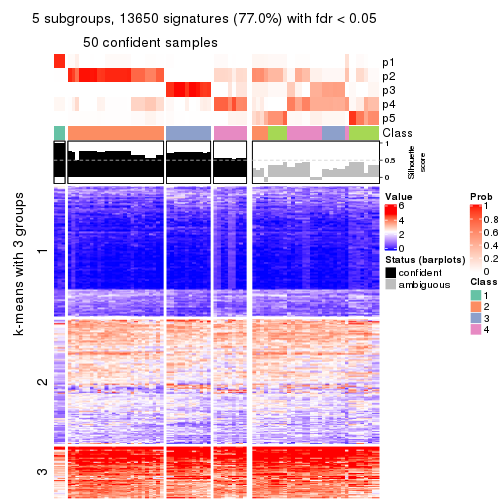 5 subgroups, 13650 signatures (77.0%) with fdr < 0.05
50 confident samples
p1
p2
p3
p4
p5
Class
1
0.5
0
Silhouette
score
k-means with 3 groups
1
2
3
Value
6
4
2
0
Status (barplots)
confident
ambiguous
Prob
1
0.8
0.6
0.4
0.2
0
Class
1
2
3
4